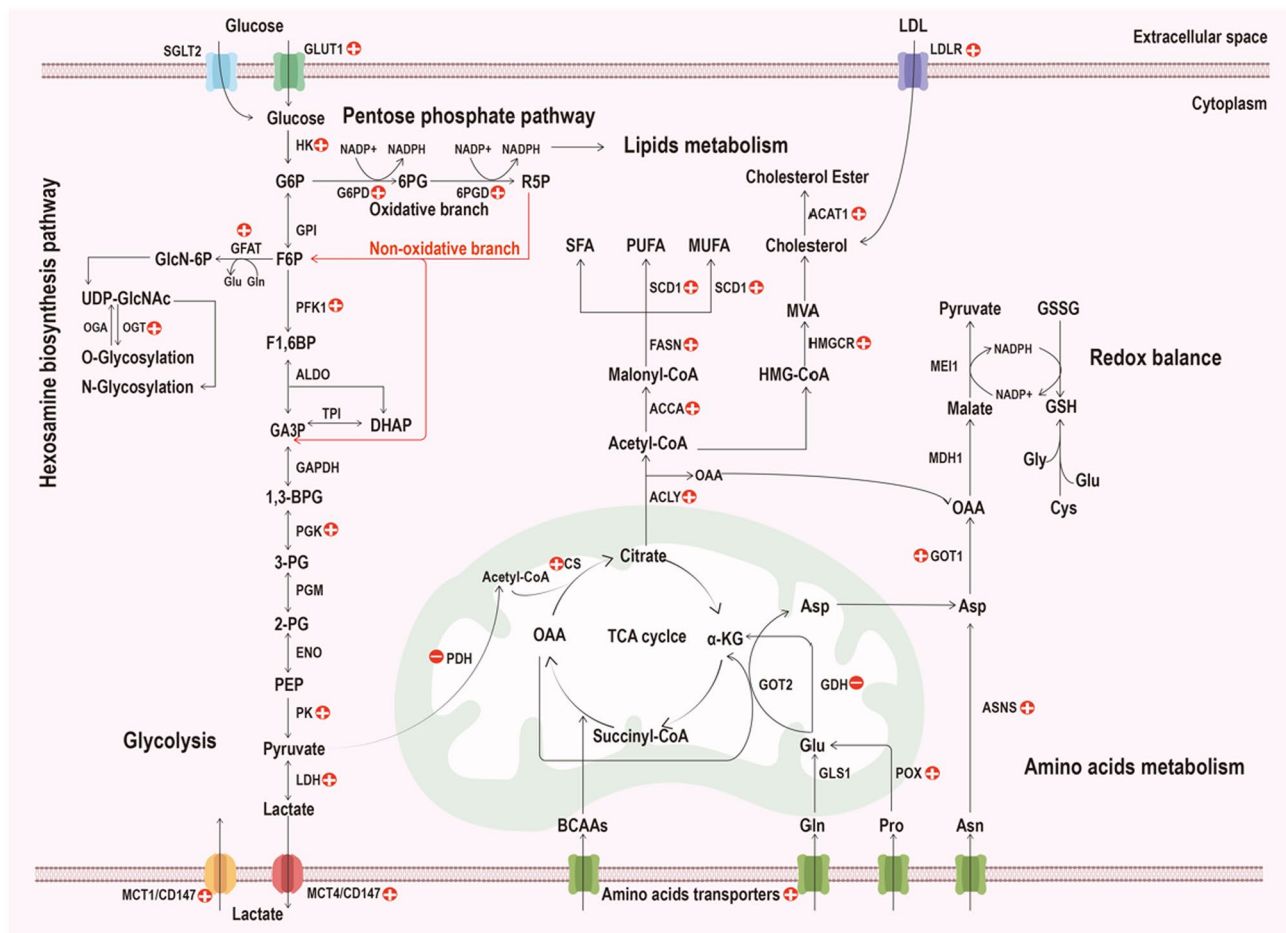 Glucose
LDL
SGLT2
GLUT1
LDLR
Extracellular space
Cytoplasm
Glucose
Pentose phosphate pathway
HK
NADP+
NADPH
NADP+
NADPH
Lipids metabolism
G6P
6PG
R5P
G6PD
6PGD
Oxidative branch
Cholesterol Ester
ACAT1
Hexosamine biosynthesis pathway
GPI
GFAT
Non-oxidative branch
SFA
PUFA
MUFA
Cholesterol
GlcN-6P
F6P
Glu
Gln
SCD1
SCD1
UDP-GlcNAc
PFK1
MVA
Pyruvate
GSSG
OGA
OGT
F1,6BP
FASN
HMGCR
NADPH
Redox balance
O-Glycosylation
MEI1
ALDO
Malonyl-CoA
HMG-CoA
N-Glycosylation
NADP+
ACCA
Malate
GSH
TPI
GA3P
DHAP
Acetyl-CoA
MDH1
Gly
GAPDH
OAA
Glu
1,3-BPG
ACLY
OAA
Cys
PGK
Citrate
GOT1
3-PG
CS
Acetyl-CoA
PGM
Asp
Asp
2-PG
OAA
TCA cyclce
α-KG
ENO
PDH
PEP
GOT2
GDH
PK
ASNS
Glycolysis
Pyruvate
Succinyl-CoA
Glu
LDH
GLS1
POX
Amino acids metabolism
Lactate
BCAAs
Gln
Pro
Asn
MCT1/CD147
MCT4/CD147
Amino acids transporters
Lactate